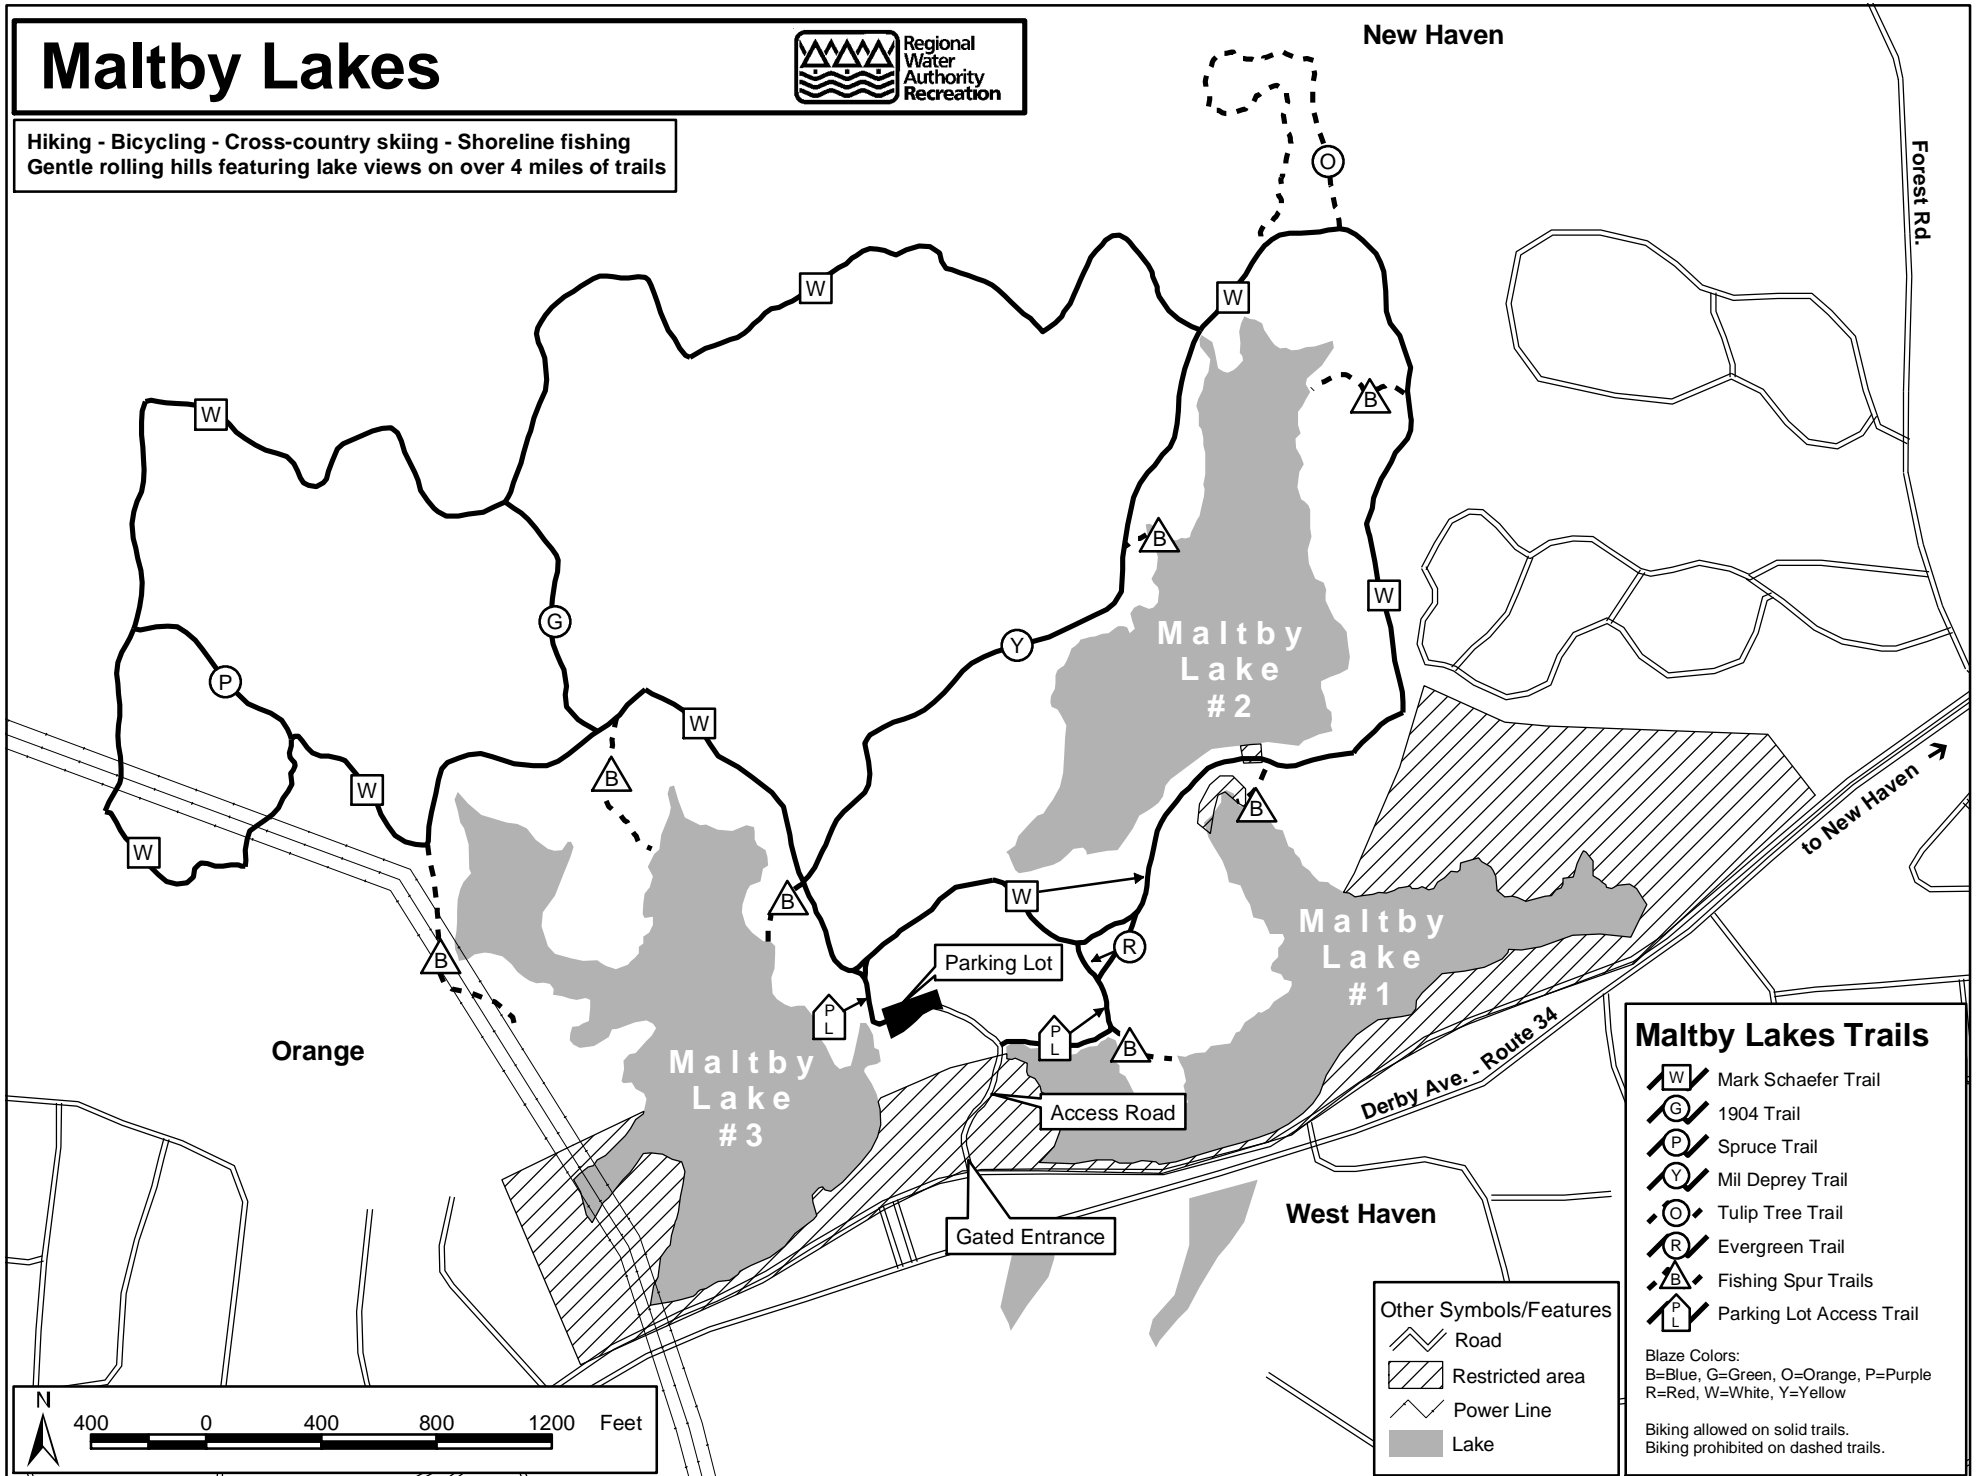 Maltby Lakes
Regional
Water
Authority
Recreation
Hiking - Bicycling - Cross-country skiing - Shoreline fishing
Gentle rolling hills featuring lake views on over 4 miles of trails
New Haven
Forest Rd.
O
W
W
B
W
B
W
G
Y
Maltby
Lake
#2
P
W
B
W
B
to New Haven
W
B
W
Maltby
Lake
#1
R
B
Parking Lot
P
L
P
L
B
Orange
Maltby
Lake
#3
Derby Ave. - Route 34
Access Road
Gated Entrance
West Haven
Maltby Lakes Trails
W Mark Schaefer Trail
G 1904 Trail
P Spruce Trail
Y Mil Deprey Trail
O Tulip Tree Trail
R Evergreen Trail
B Fishing Spur Trails
P
L Parking Lot Access Trail
Blaze Colors:
B=Blue, G=Green, O=Orange, P=Purple
R=Red, W=White, Y=Yellow
Biking allowed on solid trails.
Biking prohibited on dashed trails.
Other Symbols/Features
Road
Restricted area
Power Line
Lake
N
400 0 400 800 1200 Feet